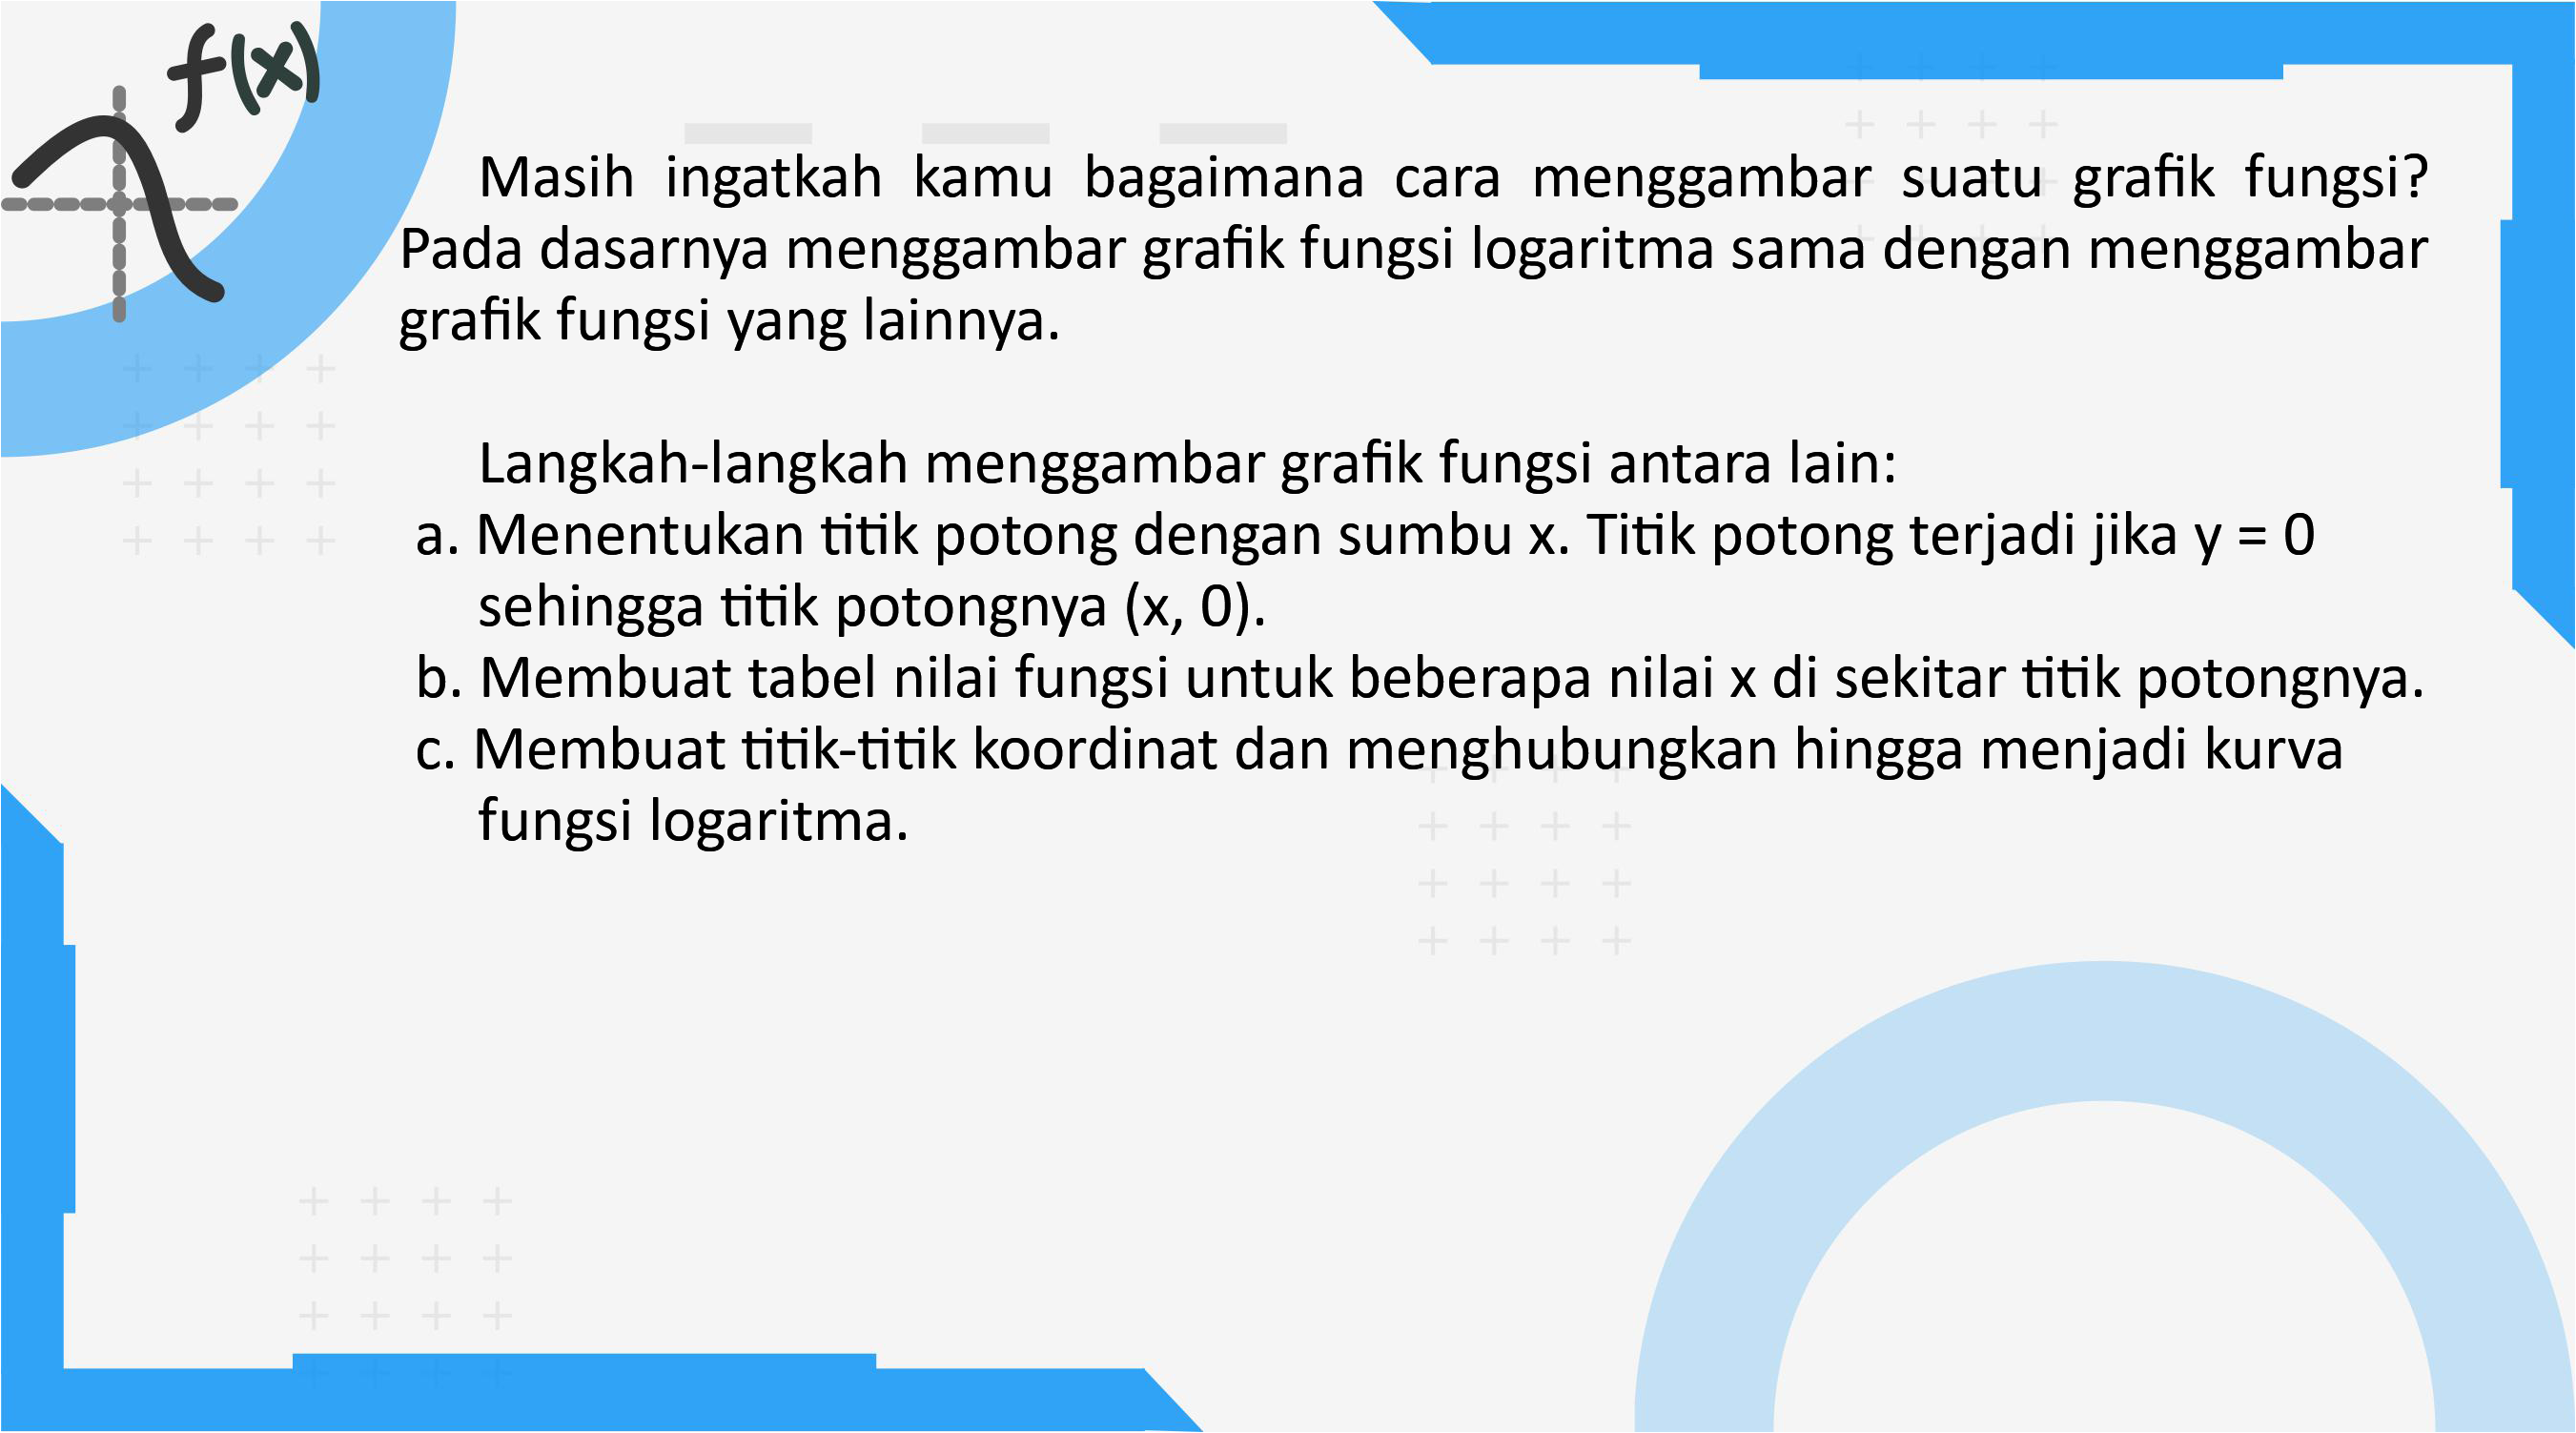 f(x)
Masih ingatkah kamu bagaimana cara menggambar suatu grafik fungsi?
Pada dasarnya menggambar grafik fungsi logaritma sama dengan menggambar
grafik fungsi yang lainnya.
Langkah-langkah menggambar grafik fungsi antara lain:
a. Menentukan titik potong dengan sumbu x. Titik potong terjadi jika y = 0
sehingga titik potongnya (x, 0).
b. Membuat tabel nilai fungsi untuk beberapa nilai x di sekitar titik potongnya.
c. Membuat titik-titik koordinat dan menghubungkan hingga menjadi kurva
fungsi logaritma.